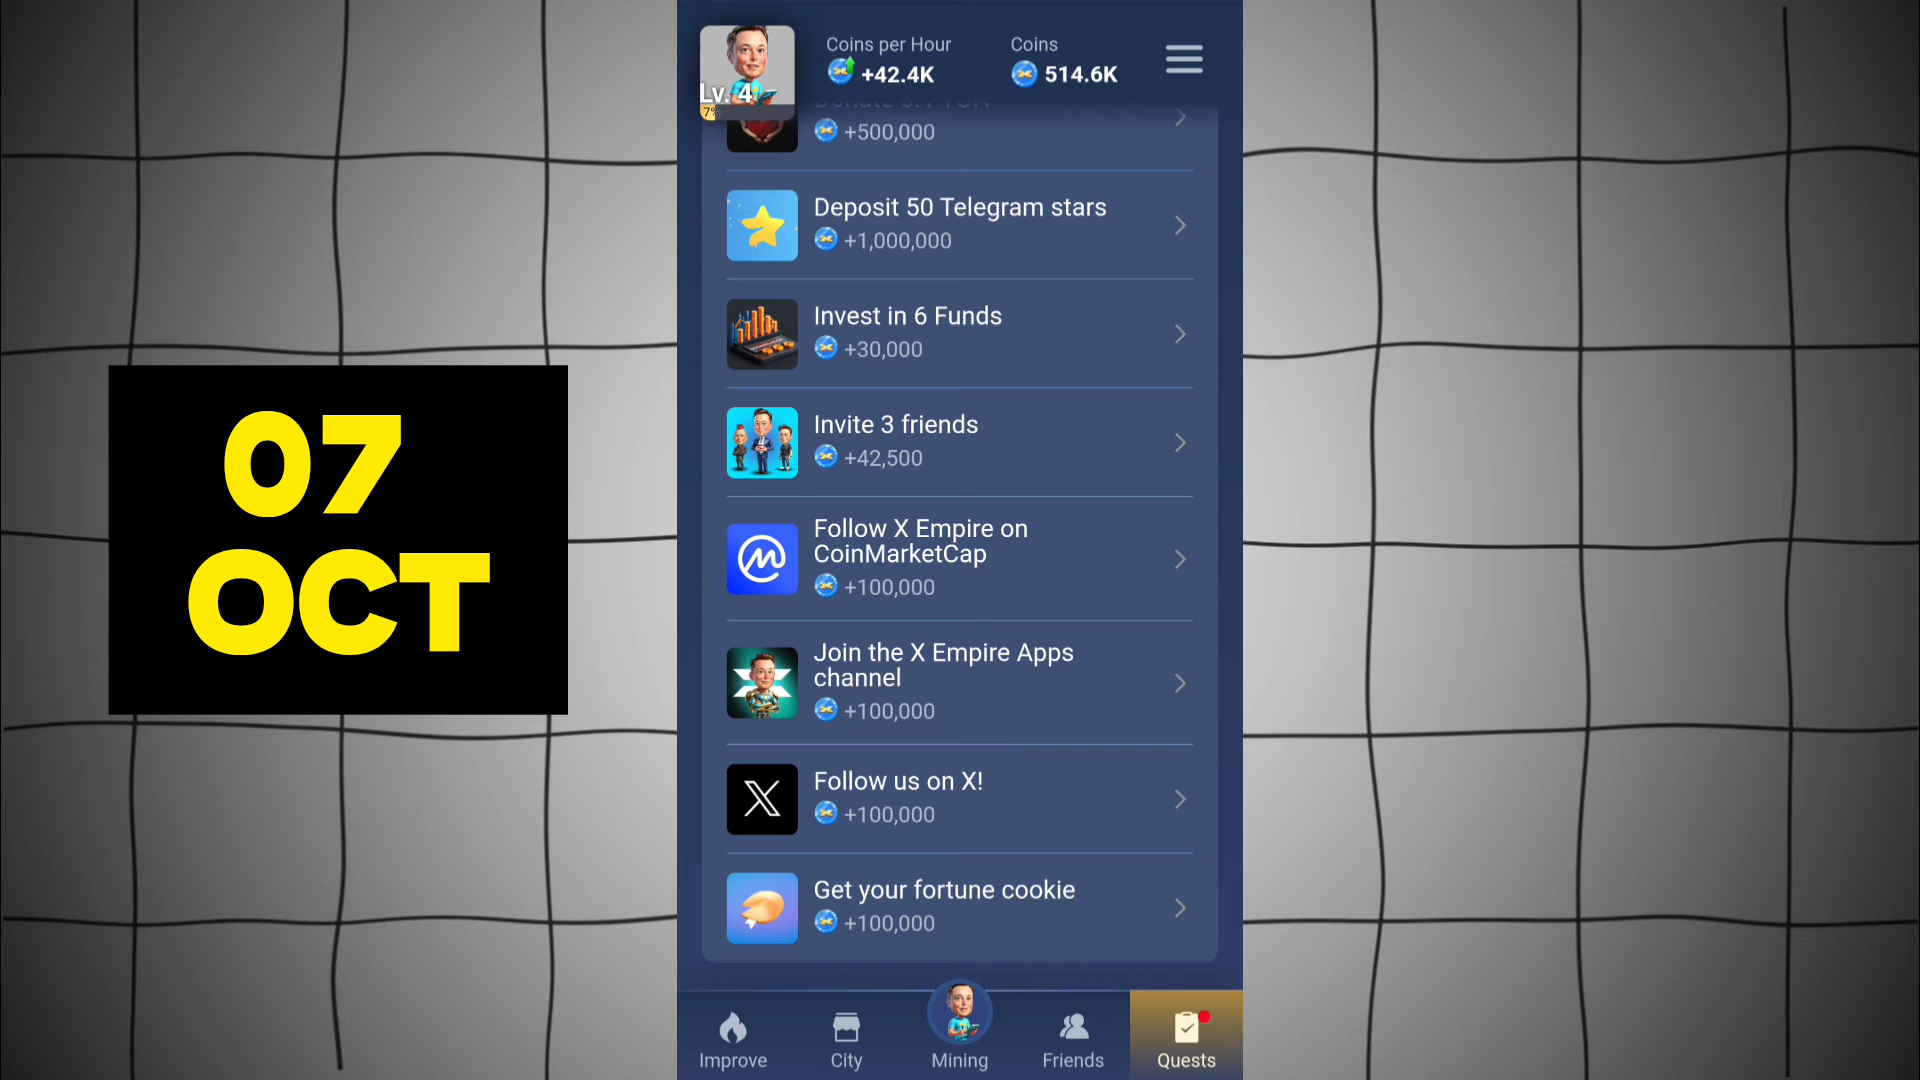 07
OCT
Lv. 4
7%
Coins per Hour
+42.4K
Coins
514.6K
+500,000
Deposit 50 Telegram stars
+1,000,000
Invest in 6 Funds
+30,000
Invite 3 friends
+42,500
Follow X Empire on
CoinMarketCap
+100,000
Join the X Empire Apps
channel
+100,000
Follow us on X!
+100,000
Get your fortune cookie
+100,000
Improve
City
Mining
Friends
Quests